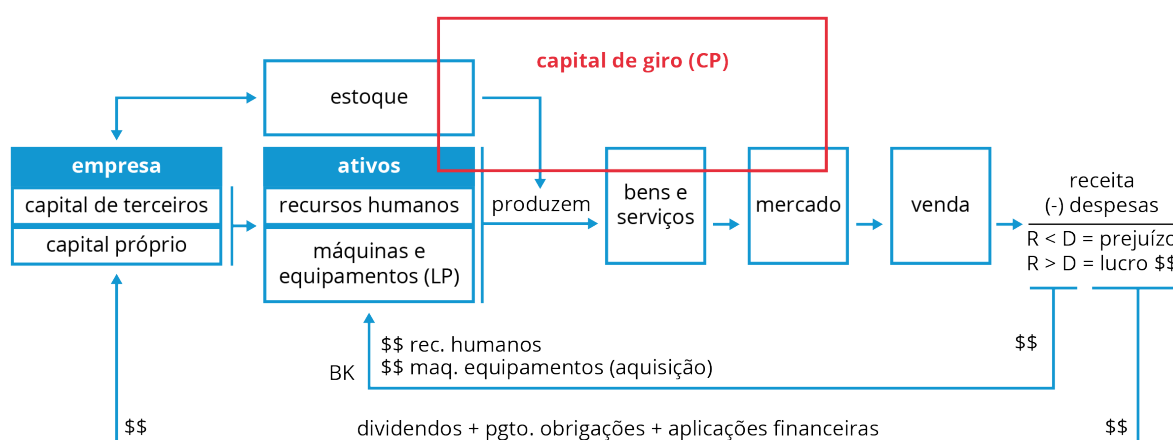 capital de giro (CP)
estoque
empresa
capital de terceiros
capital próprio
ativos
recursos humanos
máquinas e
equipamentos (LP)
produzem
bens e
serviços
mercado
venda
receita
(-) despesas
R < D = prejuízo
R > D = lucro $$
$$ rec. humanos
$$ maq. equipamentos (aquisição)
BK
$$
$$
dividendos + pgto. obrigações + aplicações financeiras
$$